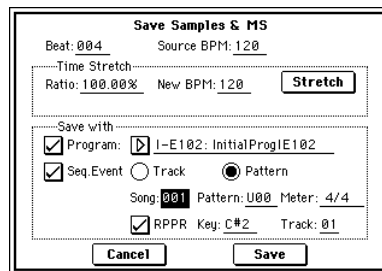 Save Samples & MS
Beat: 004 Source BPM: 120
Time Stretch
Ratio: 100.00% New BPM: 120 Stretch
Save with
Program: I-E102: InitialProgIE102
Seq.Event Track Pattern
Song: 001 Pattern: U00 Meter: 4/4
RPPR Key: C#2 Track: 01
Cancel Save